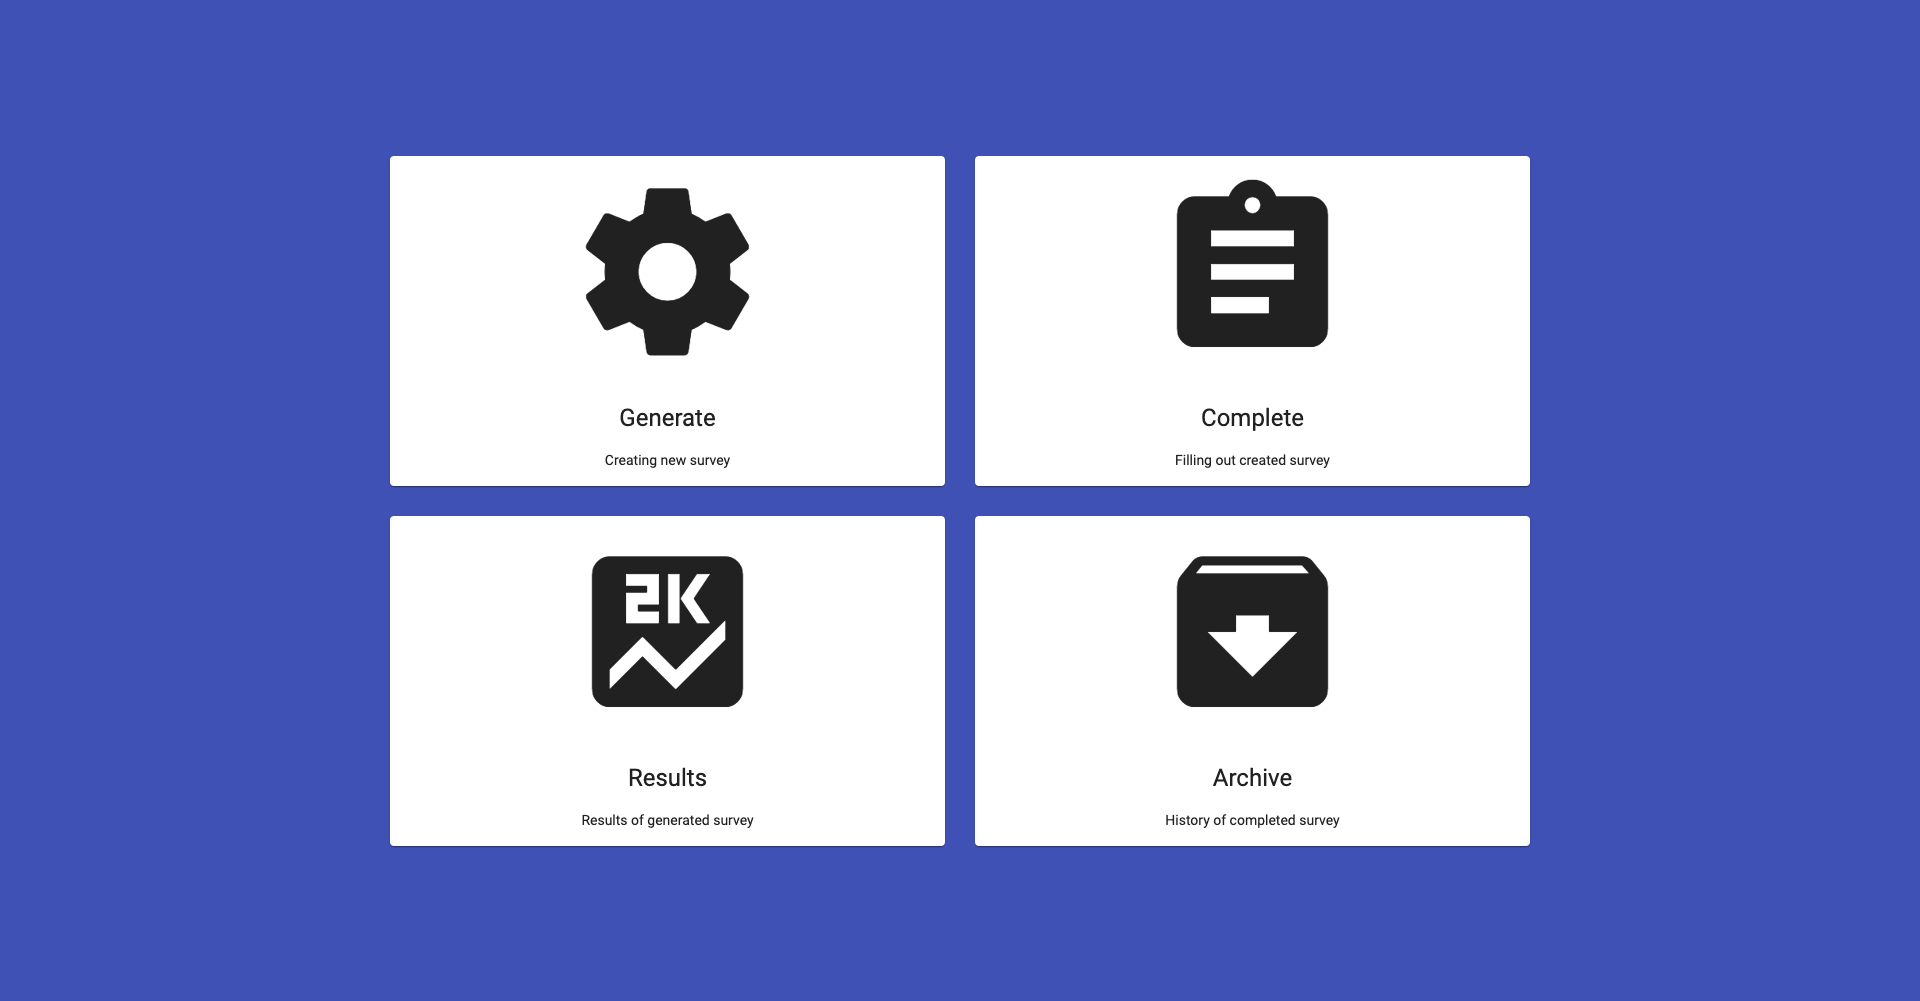 Generate
Creating new survey
Complete
Filling out created survey
2K
Results
Results of generated survey
Archive
History of completed survey